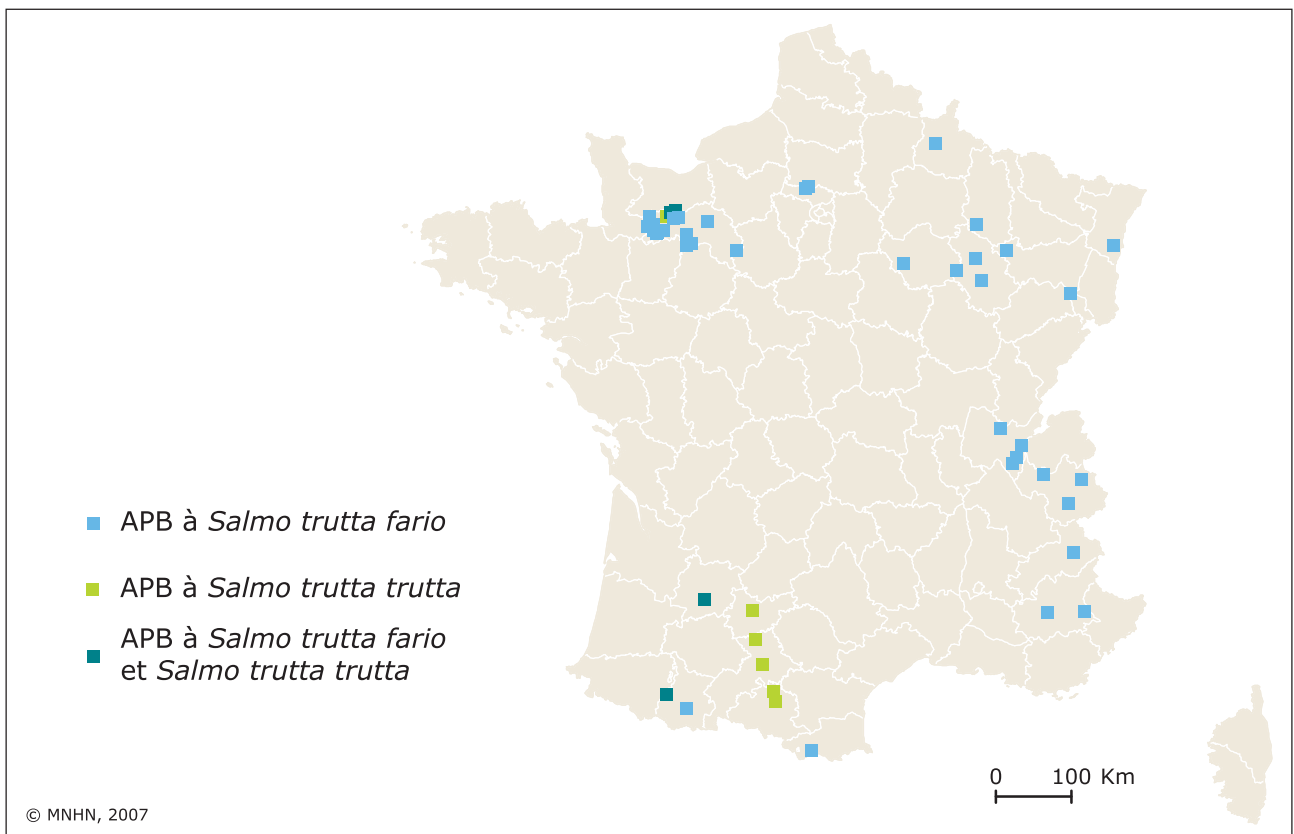 APB à Salmo trutta fario
APB à Salmo trutta trutta
APB à Salmo trutta fario
et Salmo trutta trutta
0 100 Km
© MNHN, 2007